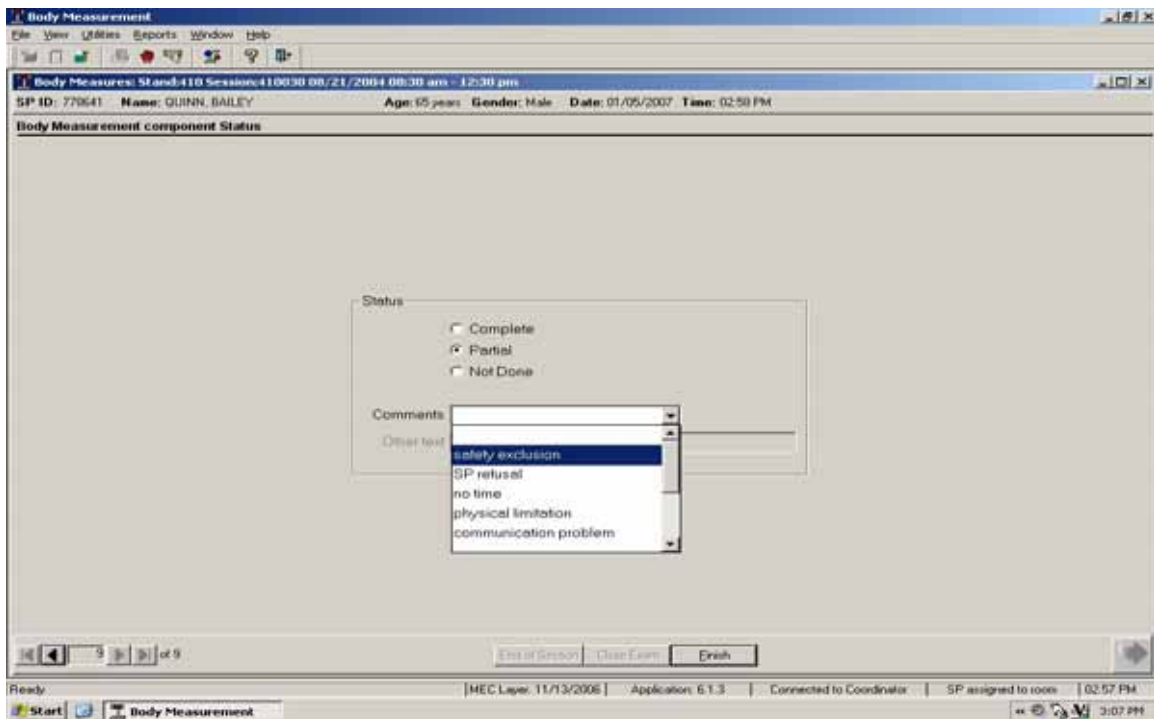 Body Measurement
File View Utilities Reports Window Help
Body Measures: Stand:418 Session:418030 08/21/2004 08:30 am - 12:30 pm
SP ID: 770641 Name: QUINN, BAILEY Age: 65 years Gender: Male Date: 01/05/2007 Time: 02:50 PM
Body Measurement component Status
Status
Complete
Partial
Not Done
Comments
Other text
safety exclusion
SP refusal
no time
physical limitation
communication problem
9 of 9
End of Session Close Exam Finish
Ready MEC Layer: 11/13/2006 Application: 6.1.3 Connected to Coordinator SP assigned to room 02:57 PM
Start Body Measurement 3:07 PM